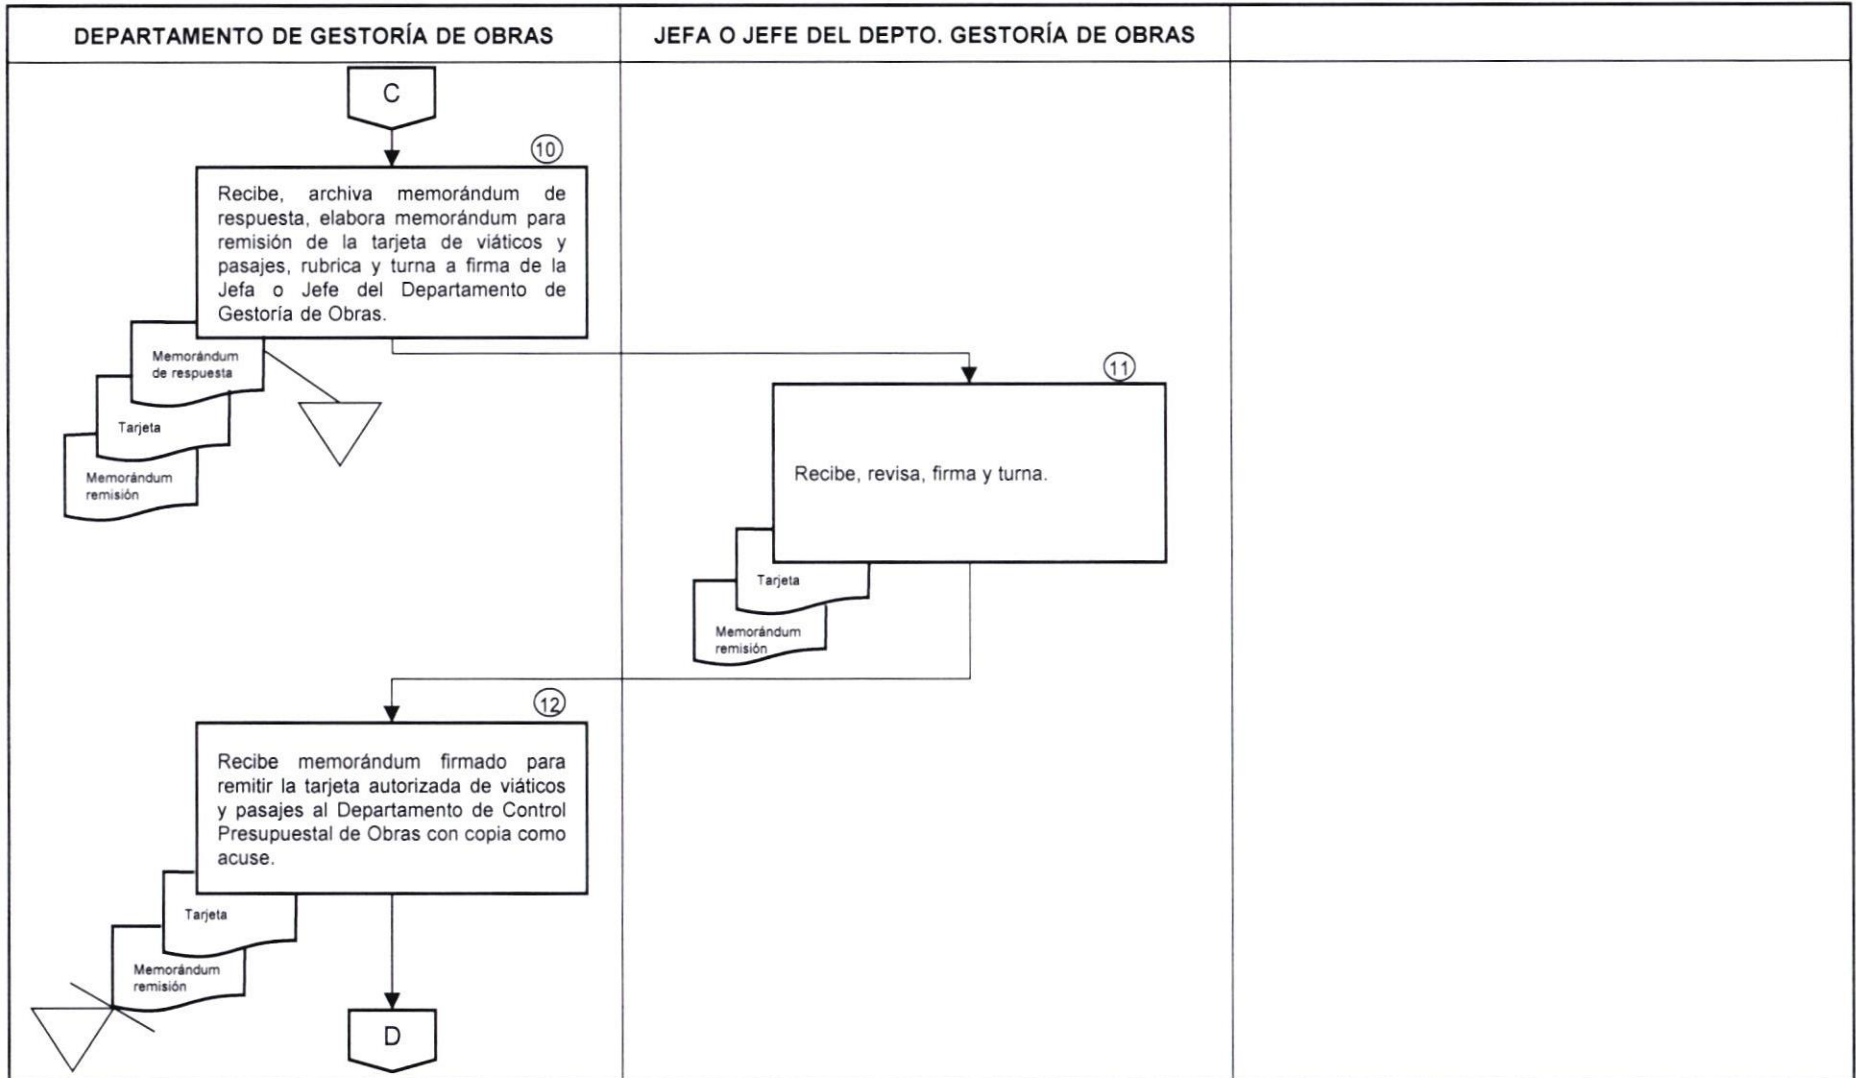 DEPARTAMENTO DE GESTORÍA DE OBRAS
JEFA O JEFE DEL DEPTO. GESTORÍA DE OBRAS
C
10
Recibe, archiva memorándum de
respuesta, elabora memorándum para
remisión de la tarjeta de viáticos y
pasajes, rubrica y turna a firma de la
Jefa o Jefe del Departamento de
Gestoría de Obras.
Memorándum
de respuesta
Tarjeta
Memorándum
remisión
11
Recibe, revisa, firma y turna.
Tarjeta
Memorándum
remisión
12
Recibe memorándum firmado para
remitir la tarjeta autorizada de viáticos
y pasajes al Departamento de Control
Presupuestal de Obras con copia como
acuse.
Tarjeta
Memorándum
remisión
D